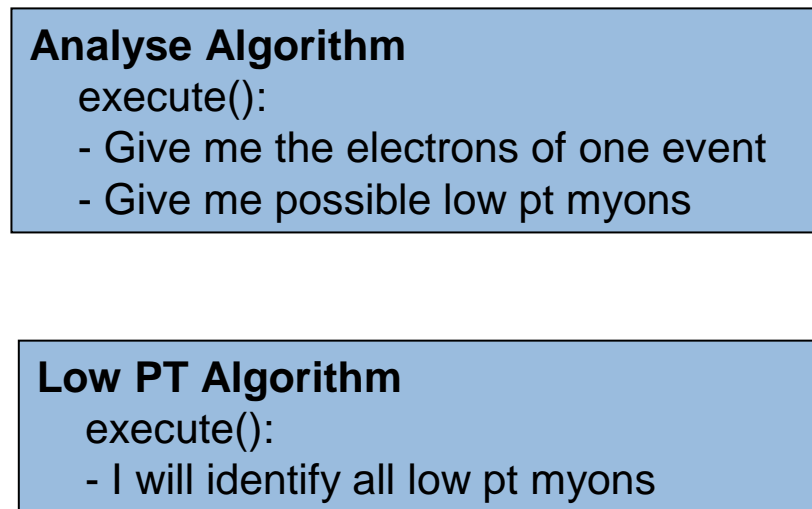 Analyse Algorithm
execute():
- Give me the electrons of one event
- Give me possible low pt myons
Low PT Algorithm
execute():
- I will identify all low pt myons